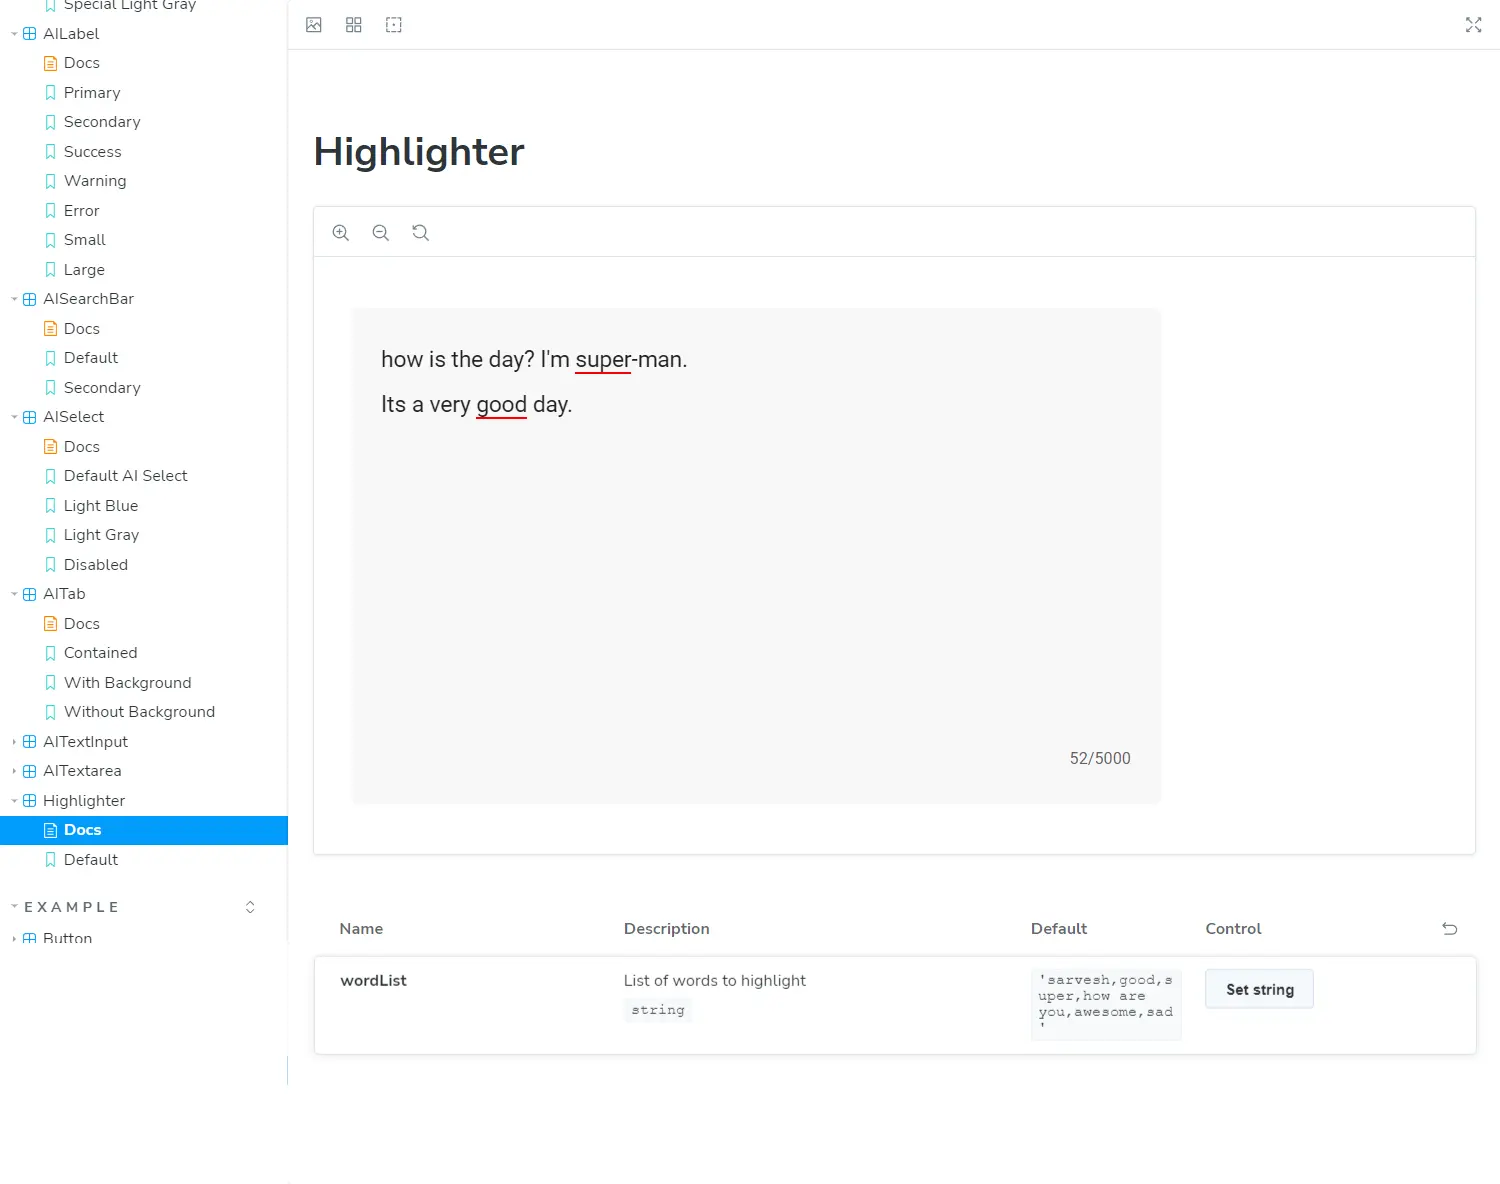 Special Light Gray
AILabel
Docs
Primary
Secondary
Success
Warning
Error
Small
Large
AISearchBar
Docs
Default
Secondary
AISelect
Docs
Default AI Select
Light Blue
Light Gray
Disabled
AITab
Docs
Contained
With Background
Without Background
AITextInput
AITextarea
Highlighter
Docs
Default
EXAMPLE
Button
Highlighter
how is the day? I'm super-man.
Its a very good day.
52/5000
Name Description Default Control
wordList
List of words to highlight
string
'sarvesh,good,s
uper,how are
you,awesome,sad
'
Set string